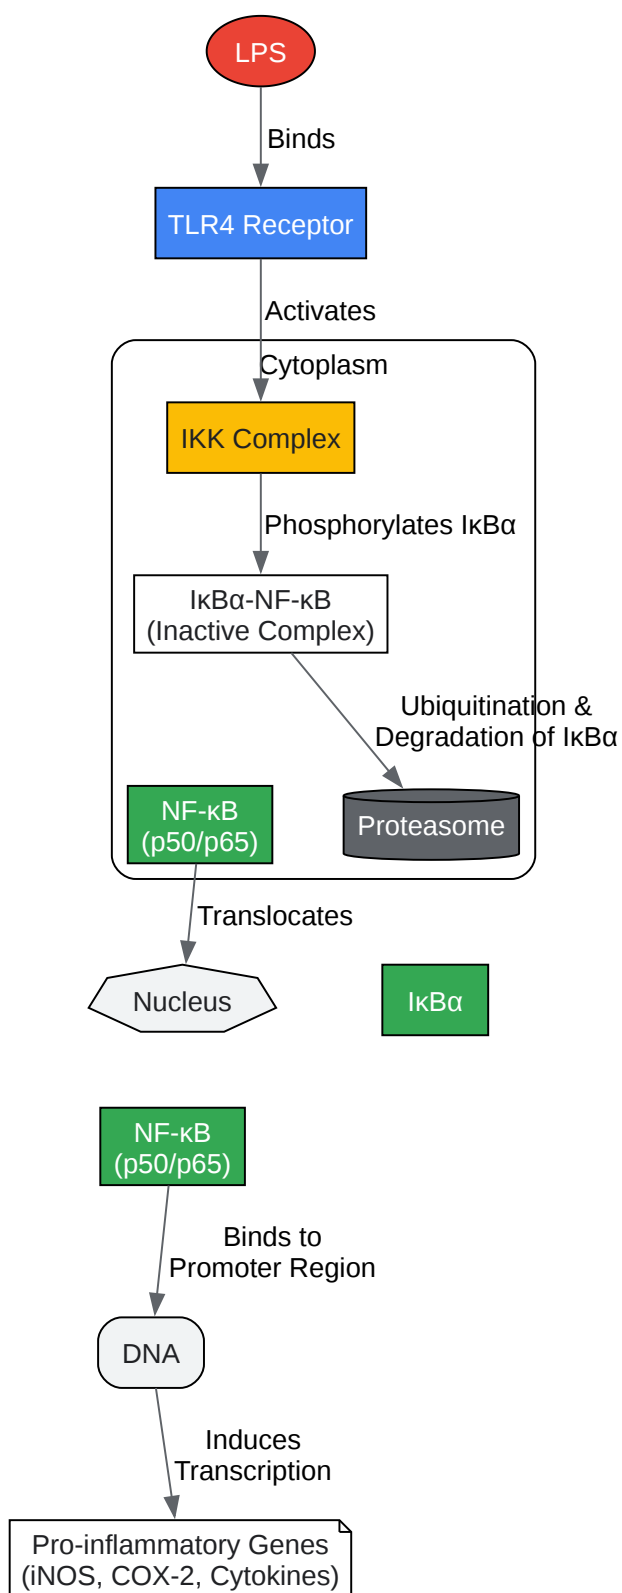 LPS
Binds
TLR4 Receptor
Activates
Cytoplasm
IKK Complex
Phosphorylates IκBα
IκBα-NF-κB
(Inactive Complex)
Ubiquitination &
Degradation of IκBα
NF-κB
(p50/p65)
Proteasome
Translocates
Nucleus
IκBα
NF-κB
(p50/p65)
Binds to
Promoter Region
DNA
Induces
Transcription
Pro-inflammatory Genes
(iNOS, COX-2, Cytokines)